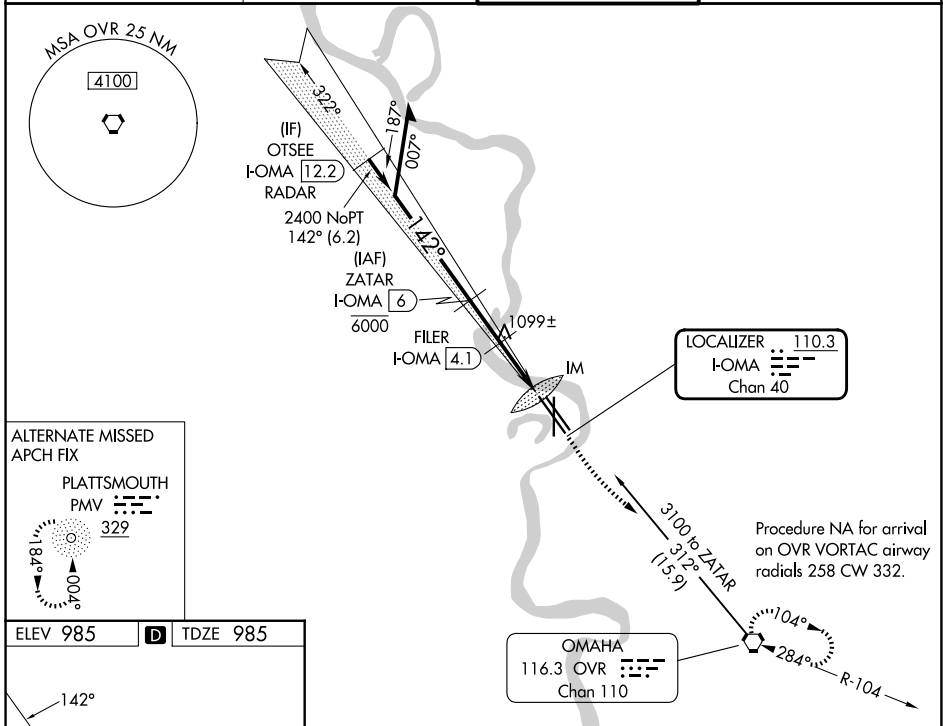 MSA OVR 25 NM
4100
322°
187°
007°
(IF)
OTSEE
I-OMA 12.2
RADAR
2400 NoPT
142° (6.2)
142°
(IAF)
ZATAR
I-OMA 6
6000
FILER
I-OMA 4.1
1099±
IM
LOCALIZER 110.3
I-OMA
Chan 40
ALTERNATE MISSED
APCH FIX
PLATTSMOUTH
PMV
329
184°
004°
3100 to ZATAR
312°
(15.9)
Procedure NA for arrival
on OVR VORTAC airway
radials 258 CW 332.
OMAHA
116.3 OVR
Chan 110
104°
284°
R-104
ELEV 985 D TDZE 985
142°